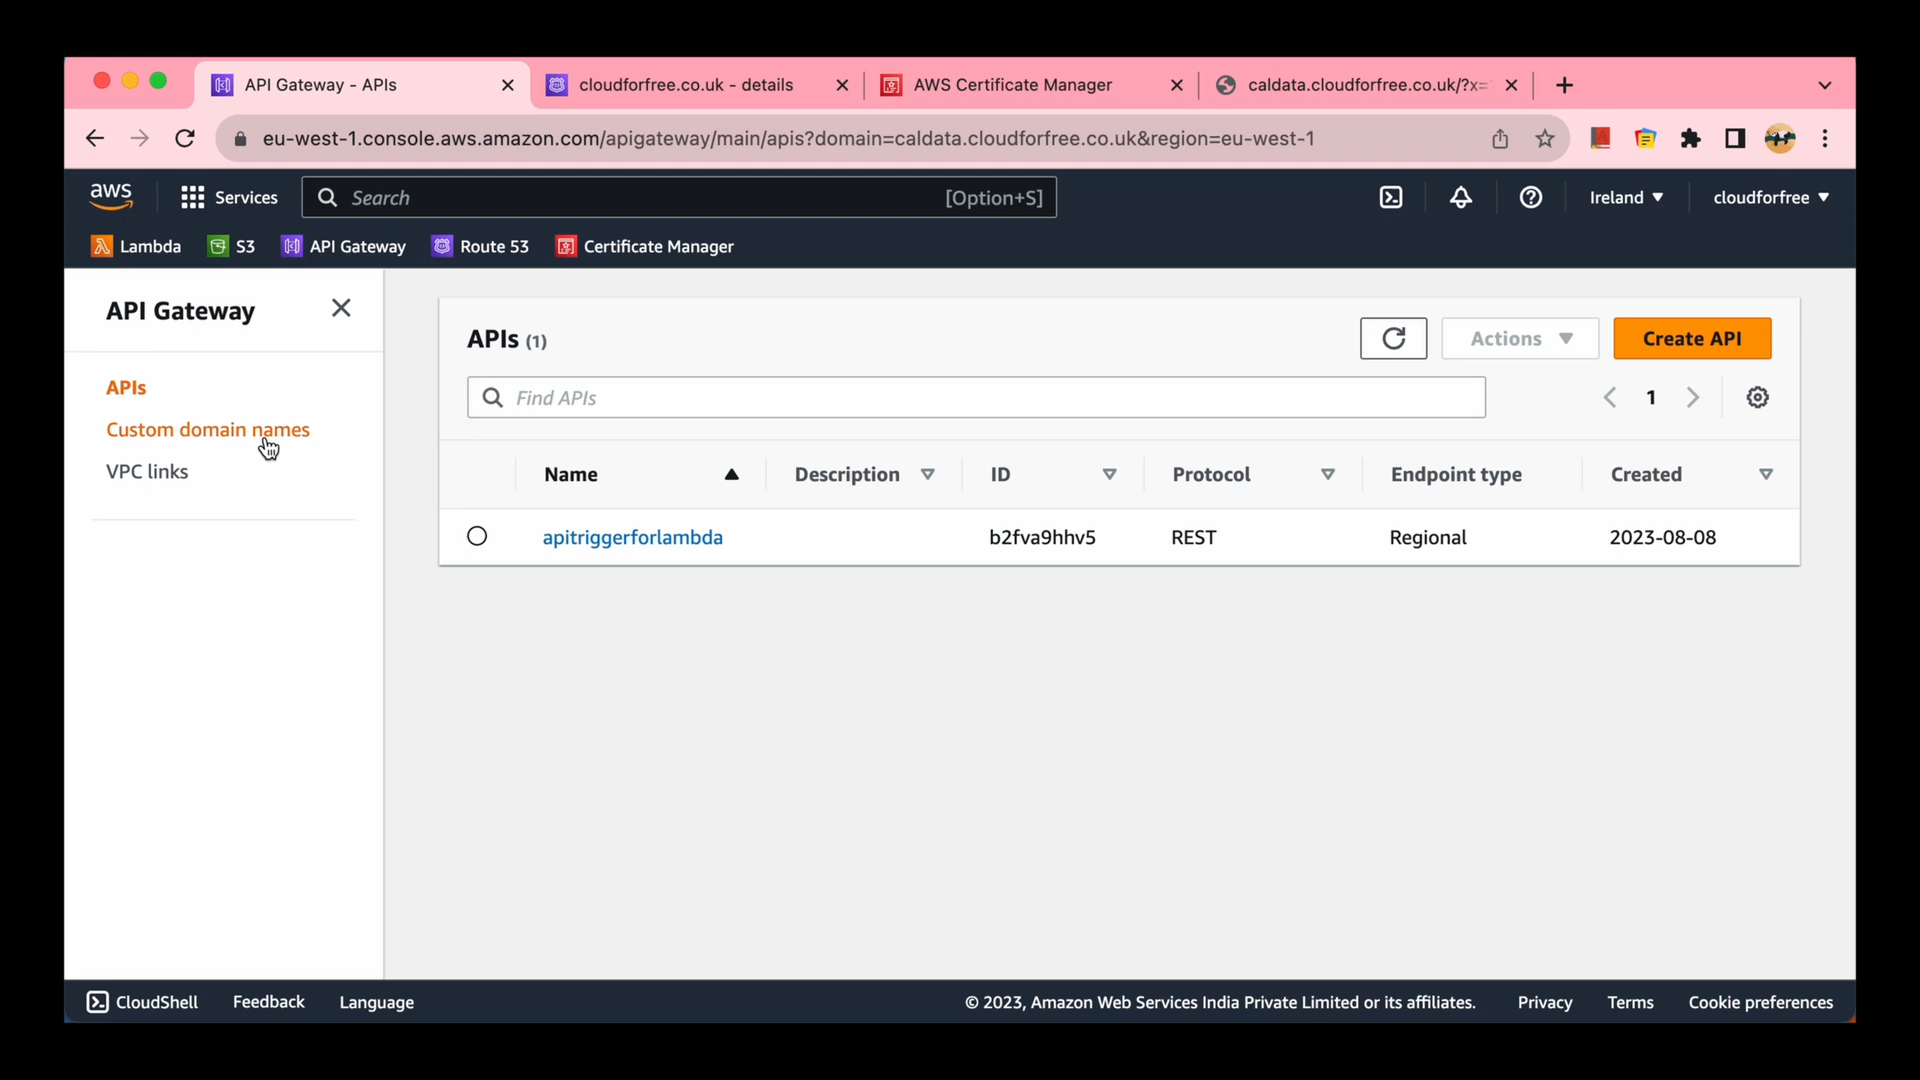 API Gateway - APIs
cloudforfree.co.uk - details
AWS Certificate Manager
caldata.cloudforfree.co.uk/?x=
eu-west-1.console.aws.amazon.com/apigateway/main/apis?domain=caldata.cloudforfree.co.uk&region=eu-west-1
aws
Services
Search
[Option+S]
Ireland
cloudforfree
Lambda
S3
API Gateway
Route 53
Certificate Manager
API Gateway
APIs
Custom domain names
VPC links
APIs (1)
Actions
Create API
Find APIs
1
Name Description ID Protocol Endpoint type Created
apitriggerforlambda b2fva9hhv5 REST Regional 2023-08-08
CloudShell Feedback Language © 2023, Amazon Web Services India Private Limited or its affiliates. Privacy Terms Cookie preferences